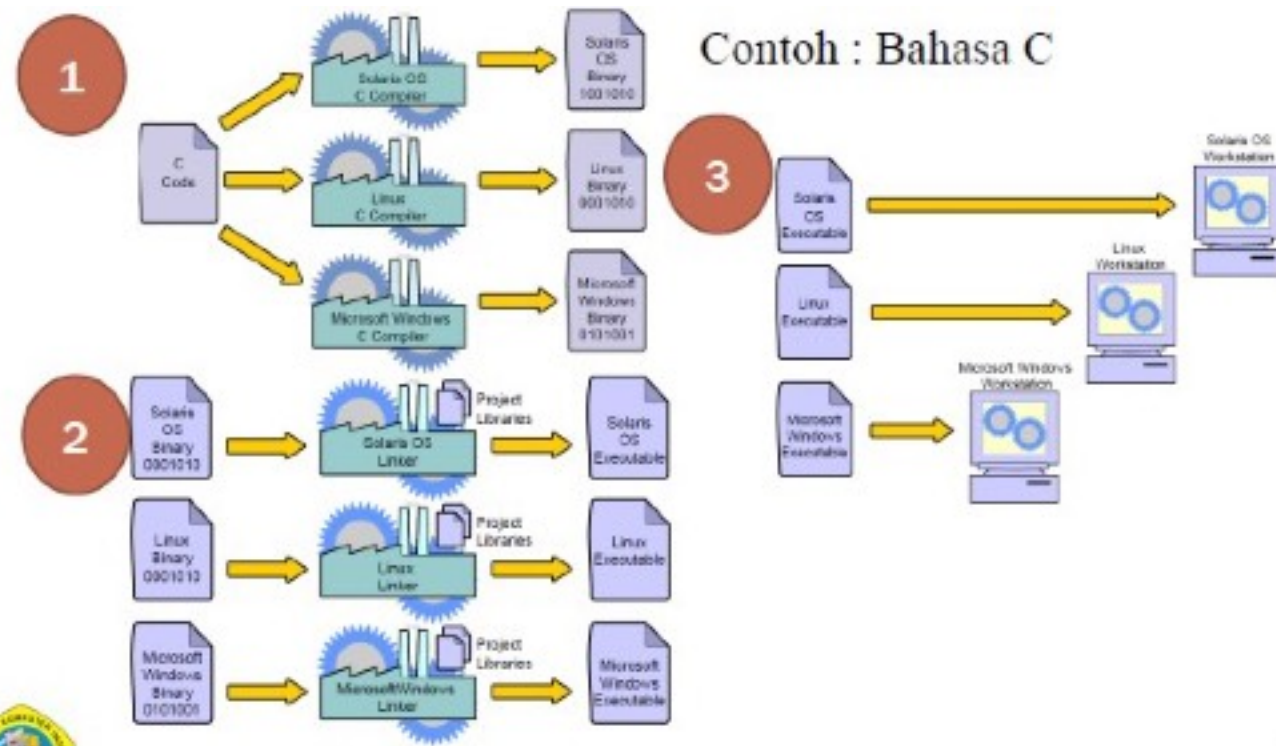 Contoh : Bahasa C
1
C
Code
Solaris OS
C Compiler
Solaris
OS
Binary
1001010
Linux
C Compiler
Linux
Binary
0001010
Microsoft Windows
C Compiler
Microsoft
Windows
Binary
0101001
2
Solaris
OS
Binary
0001010
Solaris OS
Linker
Project
Libraries
Solaris
OS
Executable
Linux
Binary
0001010
Linux
Linker
Project
Libraries
Linux
Executable
Microsoft
Windows
Binary
0101001
MicrosoftWindows
Linker
Project
Libraries
Microsoft
Windows
Executable
3
Solaris
OS
Executable
Solaris OS
Workstation
Linux
Executable
Linux
Workstation
Microsoft
Windows
Executable
Microsoft Windows
Workstation